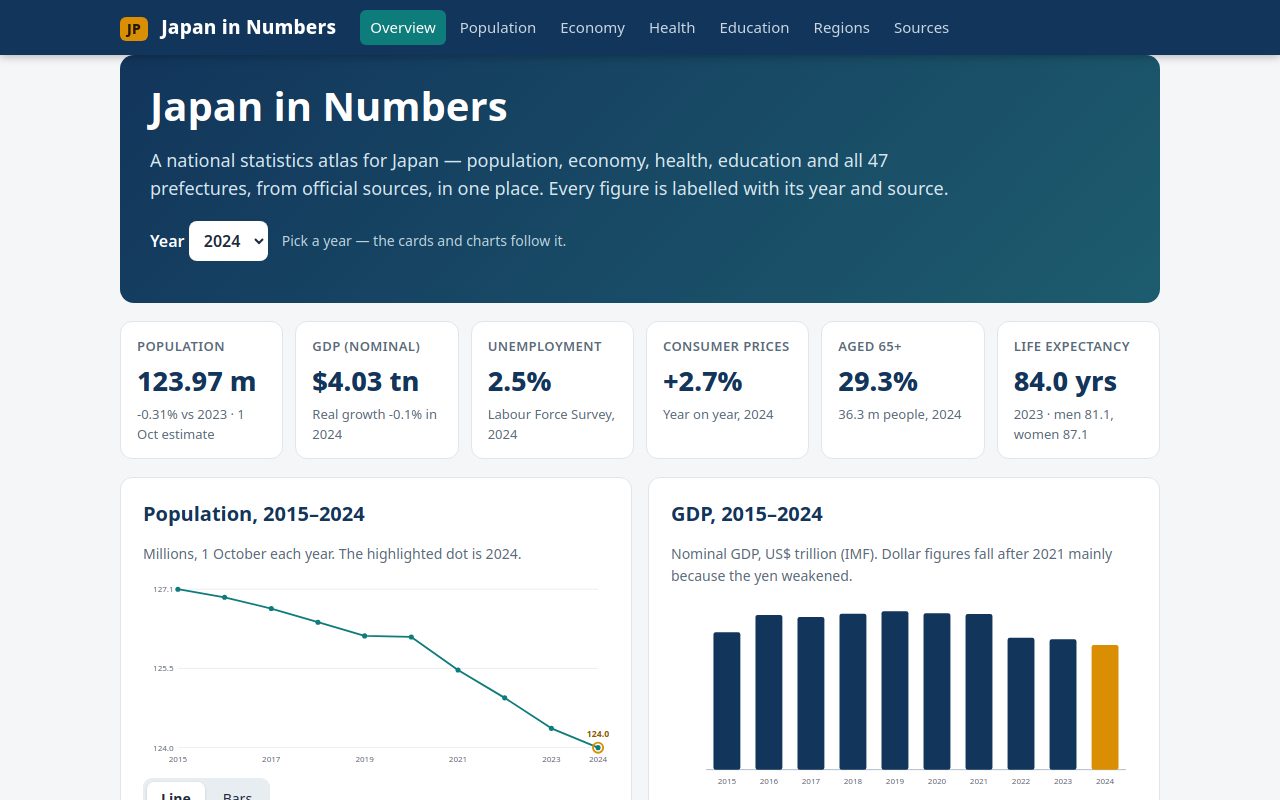 JP Japan in Numbers Overview Population Economy Health Education Regions Sources
Japan in Numbers
A national statistics atlas for Japan — population, economy, health, education and all 47
prefectures, from official sources, in one place. Every figure is labelled with its year and source.
Year 2024 Pick a year — the cards and charts follow it.
POPULATION
123.97 m
-0.31% vs 2023 · 1
Oct estimate
GDP (NOMINAL)
$4.03 tn
Real growth -0.1% in
2024
UNEMPLOYMENT
2.5%
Labour Force Survey,
2024
CONSUMER PRICES
+2.7%
Year on year, 2024
AGED 65+
29.3%
36.3 m people, 2024
LIFE EXPECTANCY
84.0 yrs
2023 · men 81.1,
women 87.1
Population, 2015–2024
Millions, 1 October each year. The highlighted dot is 2024.
127.1
125.5
124.0
124.0
2015 2017 2019 2021 2023 2024
Line Bars
GDP, 2015–2024
Nominal GDP, US$ trillion (IMF). Dollar figures fall after 2021 mainly
because the yen weakened.
2015 2016 2017 2018 2019 2020 2021 2022 2023 2024